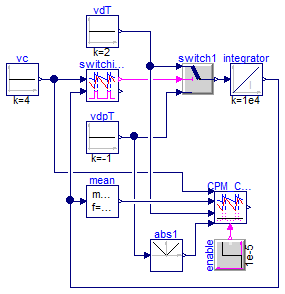 vdT
k=2
vc
k=4
switchi...
switch1
integrator
k=1e4
vdpT
k=-1
mean
m...
f=...
CPM_C...
abs1
enable
1e-5